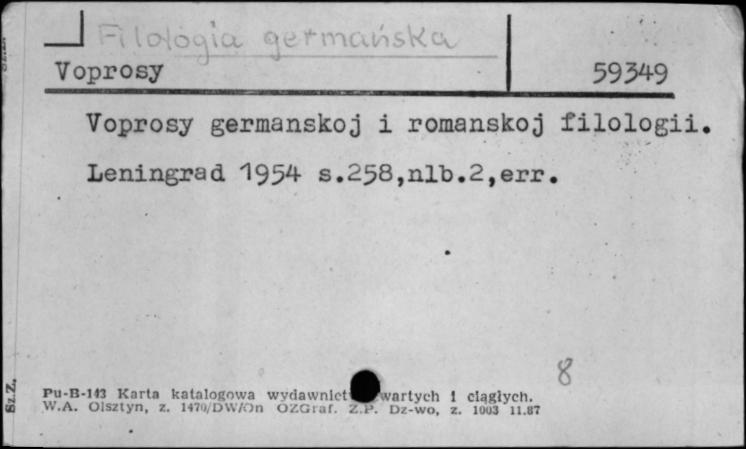 Filologia germańska
Voprosy 59349
Voprosy germanskoj i romanskoj filologii.
Leningrad 1954 s.258,nlb.2,err.
8
Pu-B-143 Karta katalogowa wydawnict wartych i ciągłych.
W.A. Olsztyn, z. 1470/DW/On OZGraf. Z.P. Dz-wo, z. 1003 11.87
Sz.Z.